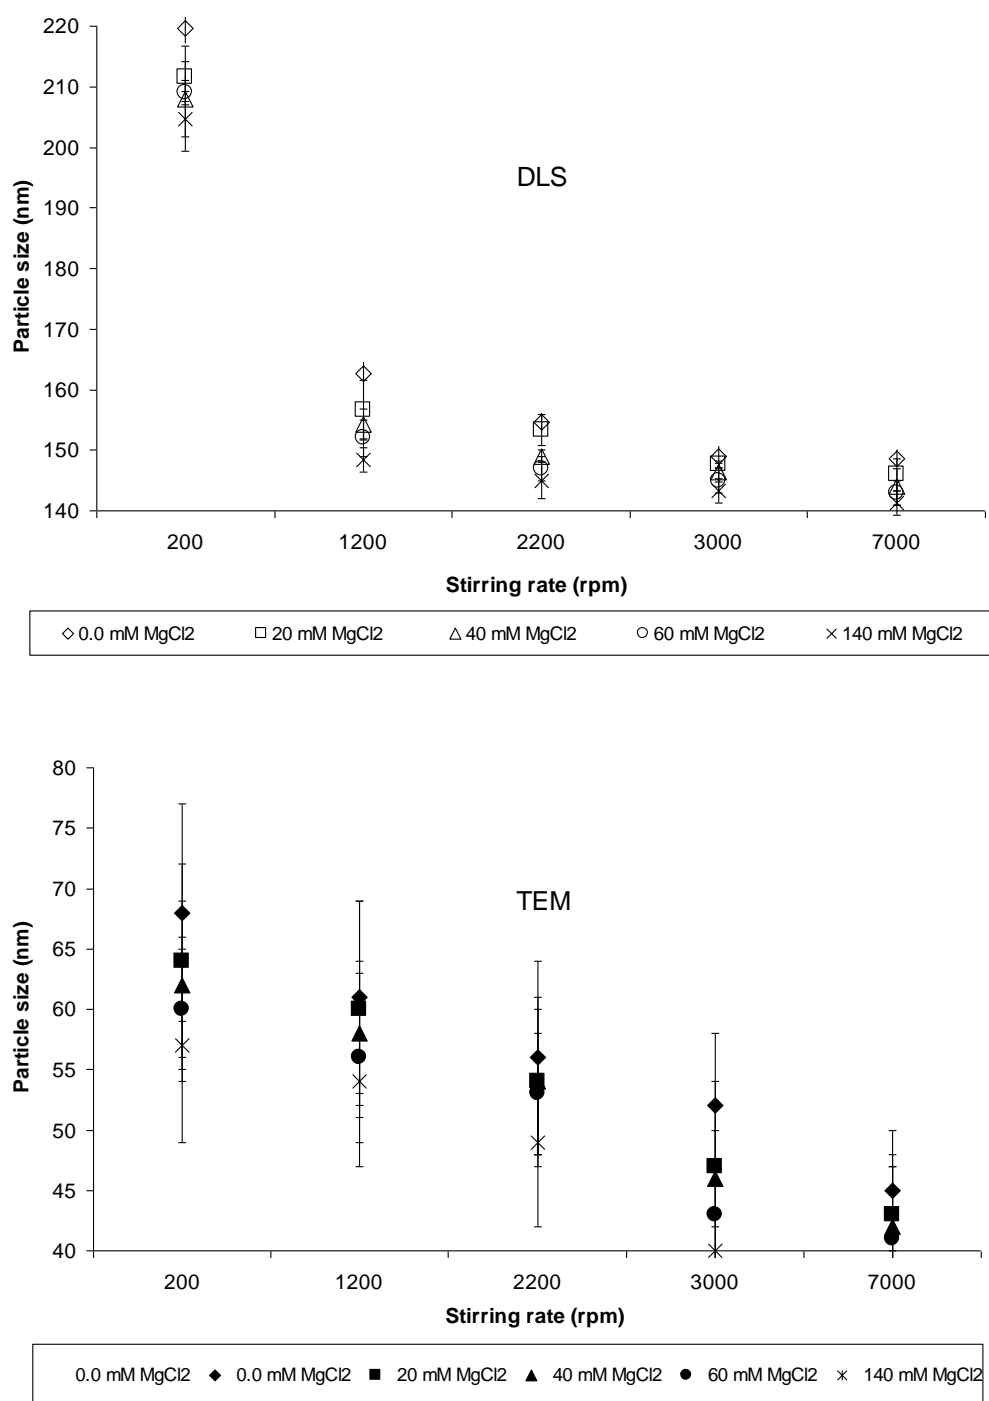 220
210
200
190
180
170
160
150
140
Particle size (nm)
DLS
200 1200 2200 3000 7000
Stirring rate (rpm)
0.0 mM MgCl2 20 mM MgCl2 40 mM MgCl2 60 mM MgCl2 140 mM MgCl2
80
75
70
65
60
55
50
45
40
Particle size (nm)
TEM
200 1200 2200 3000 7000
Stirring rate (rpm)
0.0 mM MgCl2 0.0 mM MgCl2 20 mM MgCl2 40 mM MgCl2 60 mM MgCl2 140 mM MgCl2